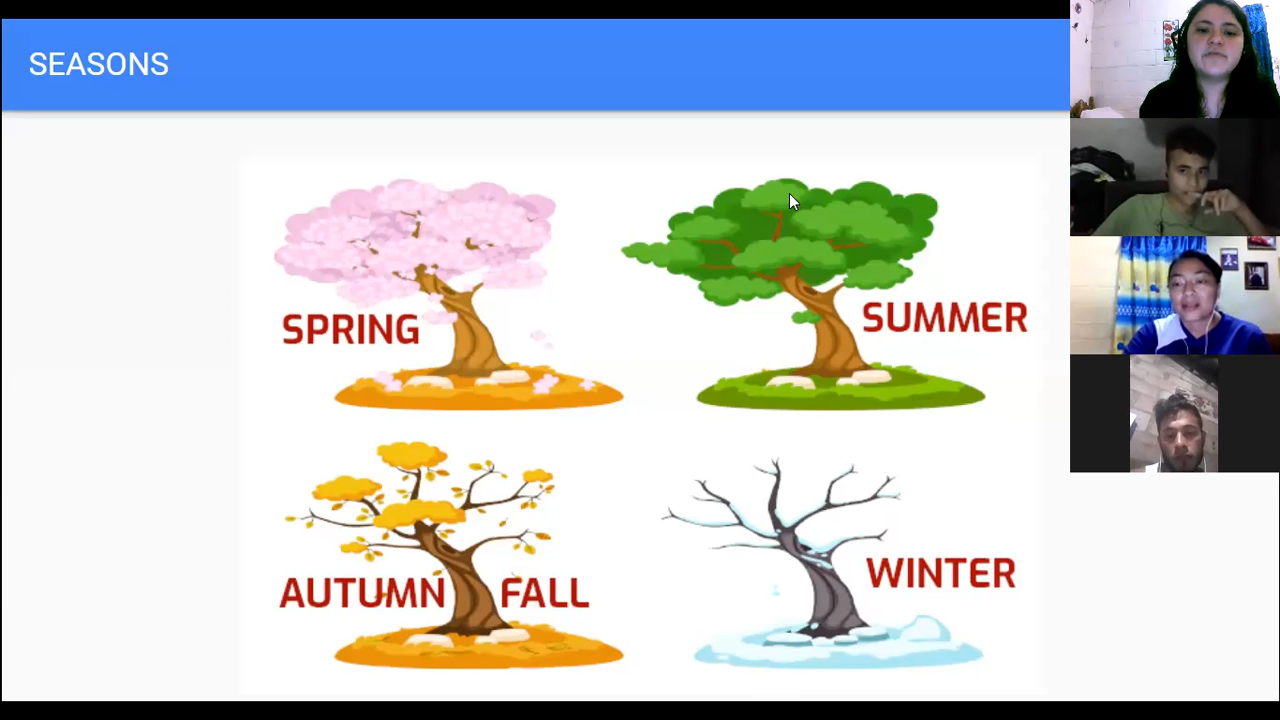 SEASONS
SPRING
SUMMER
AUTUMN FALL
WINTER